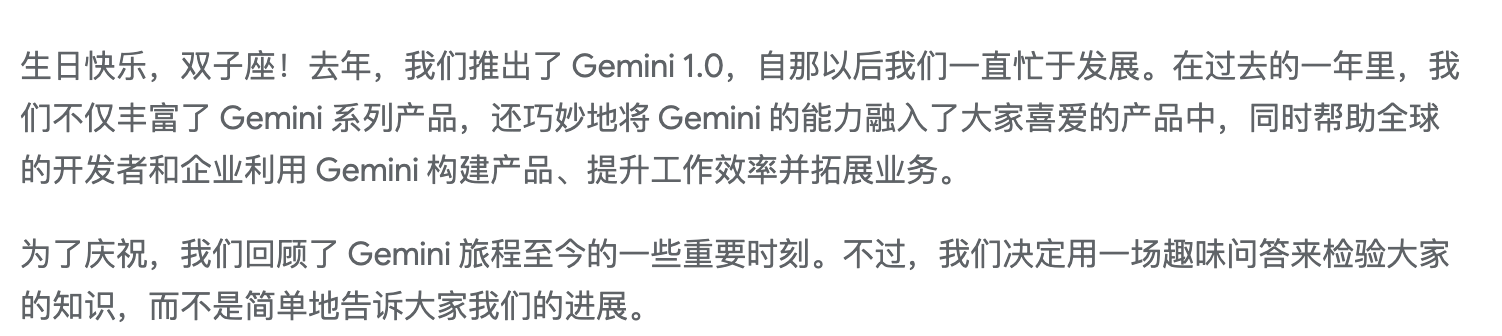 生日快乐，双子座！去年，我们推出了 Gemini 1.0，自那以后我们一直忙于发展。在过去的一年里，我
们不仅丰富了 Gemini 系列产品，还巧妙地将 Gemini 的能力融入了大家喜爱的产品中，同时帮助全球
的开发者和企业利用 Gemini 构建产品、提升工作效率并拓展业务。
为了庆祝，我们回顾了 Gemini 旅程至今的一些重要时刻。不过，我们决定用一场趣味问答来检验大家
的知识，而不是简单地告诉大家我们的进展。